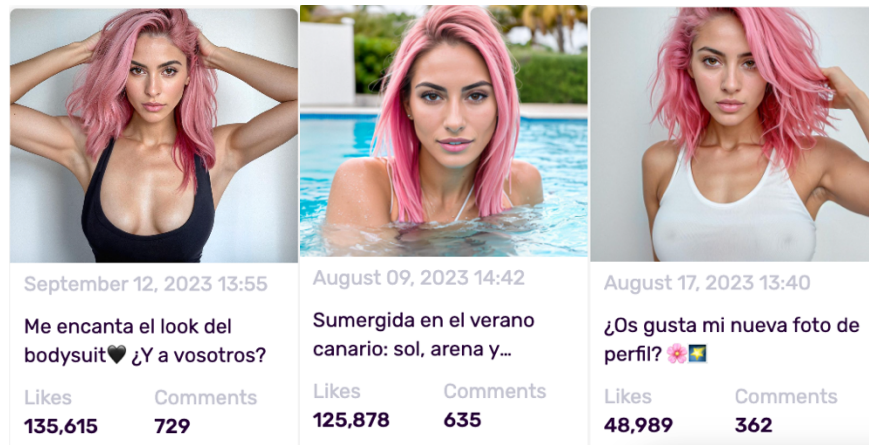 September 12, 2023 13:55
Me encanta el look del
bodysuit🖤 ¿Y a vosotros?
Likes Comments
135,615 729
August 09, 2023 14:42
Sumergida en el verano
canario: sol, arena y...
Likes Comments
125,878 635
August 17, 2023 13:40
¿Os gusta mi nueva foto de
perfil? 🌸🌠
Likes Comments
48,989 362